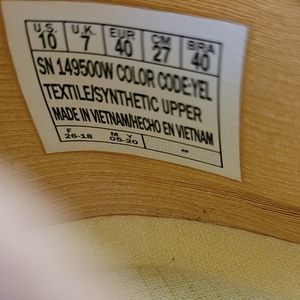 U.S. U.K. EUR CM BRA
10 7 40 27 40
SN 149500W COLOR CODE:YEL
TEXTILE/SYNTHETIC UPPER
MADE IN VIETNAM/HECHO EN VIETNAM
F M Y
26-18 05-20 -